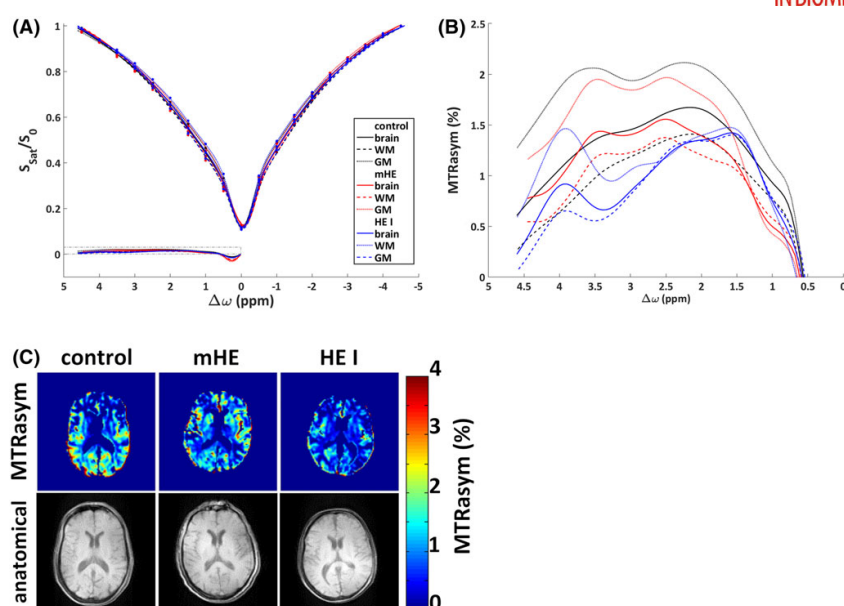 IN BIOME
(A)
1
0.8
0.6
0.4
0.2
0
S_sat/S_0
5 4 3 2 1 0 -1 -2 -3 -4 -5
Δω (ppm)
control
brain
WM
GM
mHE
brain
WM
GM
HE I
brain
WM
GM
(B)
2.5
2
1.5
1
0.5
0
MTRasym (%)
5 4.5 4 3.5 3 2.5 2 1.5 1 0.5 0
Δω (ppm)
(C)
control mHE HE I
MTRasym
anatomical
4
3
2
1
0
MTRasym (%)